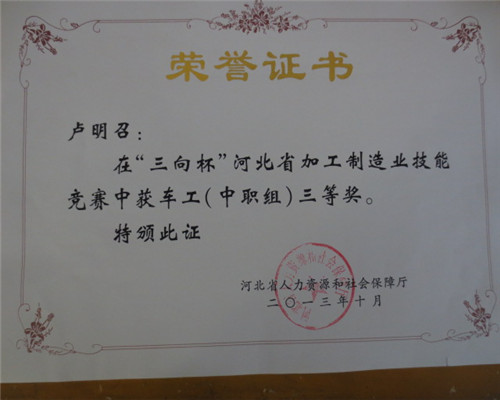 荣誉证书
卢明召：
在“三向杯”河北省加工制造业技能
竞赛中获车工(中职组)三等奖。
特颁此证
河北省人力资源和社会保障厅
二〇一三年十月